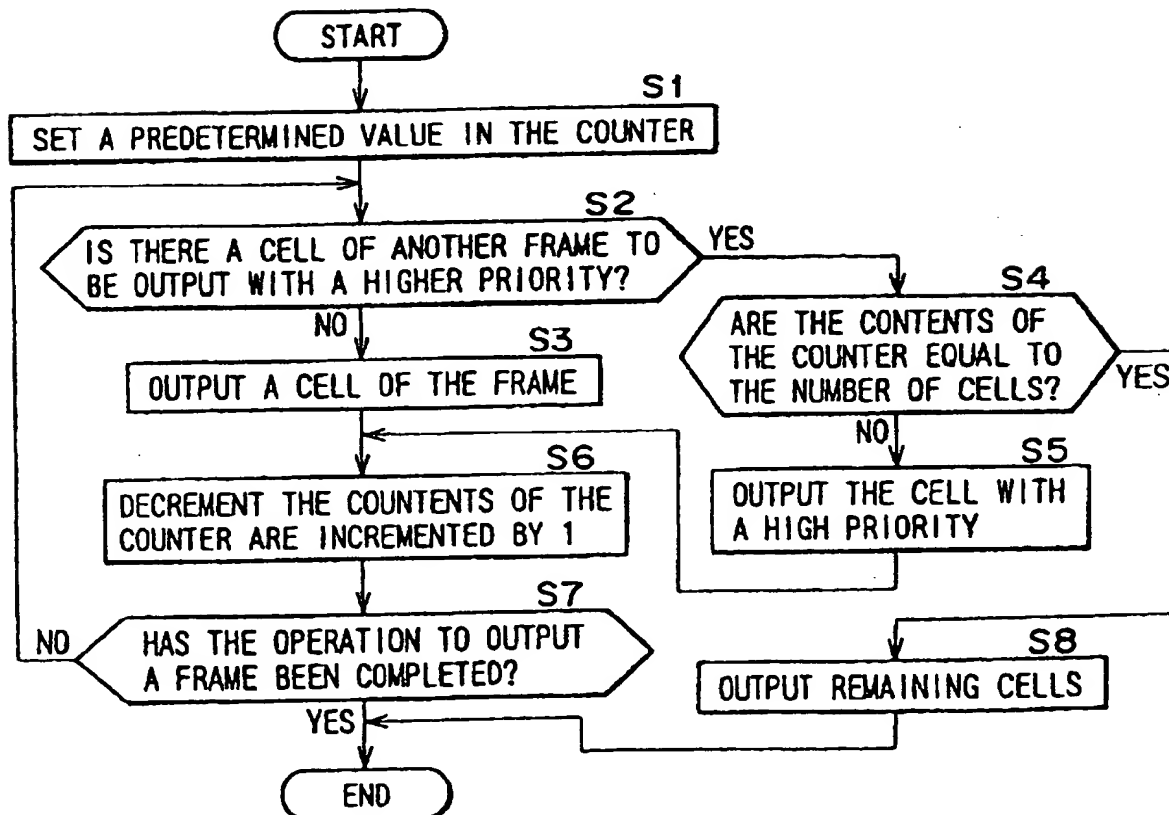 START
S1
SET A PREDETERMINED VALUE IN THE COUNTER
S2
IS THERE A CELL OF ANOTHER FRAME TO
BE OUTPUT WITH A HIGHER PRIORITY?
YES
NO
S4
ARE THE CONTENTS OF
THE COUNTER EQUAL TO
THE NUMBER OF CELLS?
YES
NO
S3
OUTPUT A CELL OF THE FRAME
S5
OUTPUT THE CELL WITH
A HIGH PRIORITY
S6
DECREMENT THE COUNTENTS OF THE
COUNTER ARE INCREMENTED BY 1
S7
HAS THE OPERATION TO OUTPUT
A FRAME BEEN COMPLETED?
NO
YES
S8
OUTPUT REMAINING CELLS
END